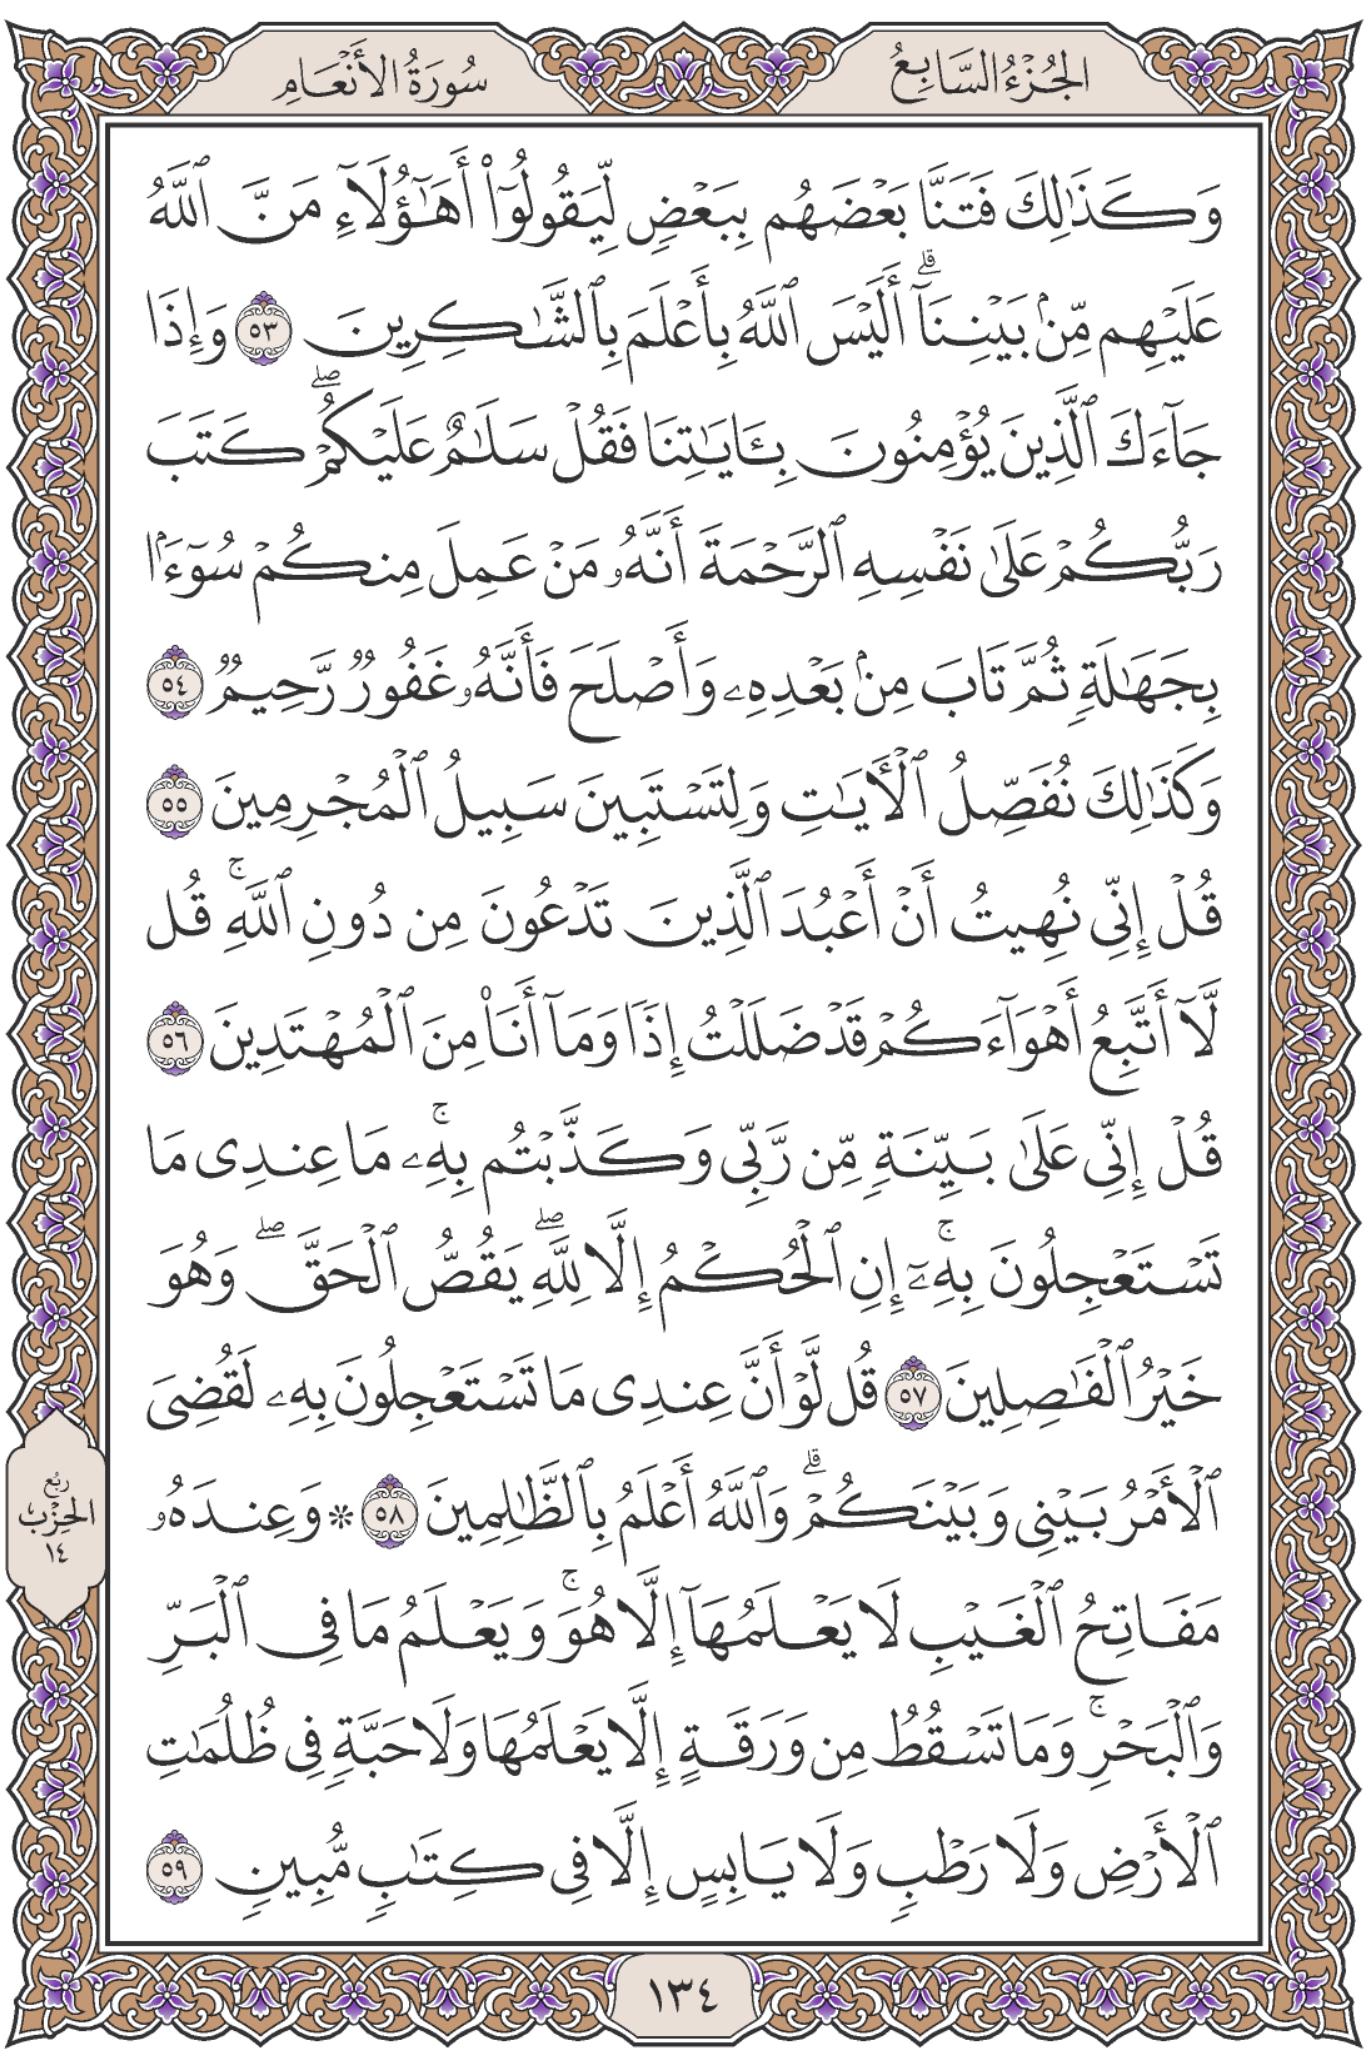 الجُزْءُ السَّابِعُ
سُورَةُ الأَنْعَامِ
وَكَذَٰلِكَ فَتَنَّا بَعْضَهُم بِبَعْضٖ لِّيَقُولُوٓاْ أَهَٰٓؤُلَآءِ مَنَّ ٱللَّهُ
عَلَيْهِم مِّنۢ بَيْنِنَآۗ أَلَيْسَ ٱللَّهُ بِأَعْلَمَ بِٱلشَّٰكِرِينَ ٥٣ وَإِذَا
جَآءَكَ ٱلَّذِينَ يُؤْمِنُونَ بِـَٔايَٰتِنَا فَقُلْ سَلَٰمٌ عَلَيْكُمْۖ كَتَبَ
رَبُّكُمْ عَلَىٰ نَفْسِهِ ٱلرَّحْمَةَ أَنَّهُۥ مَنْ عَمِلَ مِنكُمْ سُوٓءَۢا
بِجَهَٰلَةٖ ثُمَّ تَابَ مِنۢ بَعْدِهِۦ وَأَصْلَحَ فَأَنَّهُۥ غَفُورٞ رَّحِيمٞ ٥٤
وَكَذَٰلِكَ نُفَصِّلُ ٱلْأٓيَٰتِ وَلِتَسْتَبِينَ سَبِيلُ ٱلْمُجْرِمِينَ ٥٥
قُلْ إِنِّي نُهِيتُ أَنْ أَعْبُدَ ٱلَّذِينَ تَدْعُونَ مِن دُونِ ٱللَّهِۚ قُل
لَّآ أَتَّبِعُ أَهْوَآءَكُمْ قَدْ ضَلَلْتُ إِذٗا وَمَآ أَنَا۠ مِنَ ٱلْمُهْتَدِينَ ٥٦
قُلْ إِنِّي عَلَىٰ بَيِّنَةٖ مِّن رَّبِّي وَكَذَّبْتُم بِهِۦۚ مَا عِندِي مَا
تَسْتَعْجِلُونَ بِهِۦٓۚ إِنِ ٱلْحُكْمُ إِلَّا لِلَّهِۖ يَقُصُّ ٱلْحَقَّۖ وَهُوَ
خَيْرُ ٱلْفَٰصِلِينَ ٥٧ قُل لَّوْ أَنَّ عِندِي مَا تَسْتَعْجِلُونَ بِهِۦ لَقُضِيَ
ٱلْأَمْرُ بَيْنِي وَبَيْنَكُمْۗ وَٱللَّهُ أَعْلَمُ بِٱلظَّٰلِمِينَ ٥٨ * وَعِندَهُۥ
مَفَاتِحُ ٱلْغَيْبِ لَا يَعْلَمُهَآ إِلَّا هُوَۚ وَيَعْلَمُ مَا فِي ٱلْبَرِّ
وَٱلْبَحْرِۚ وَمَا تَسْقُطُ مِن وَرَقَةٍ إِلَّا يَعْلَمُهَا وَلَا حَبَّةٖ فِي ظُلُمَٰتِ
ٱلْأَرْضِ وَلَا رَطْبٖ وَلَا يَابِسٍ إِلَّا فِي كِتَٰبٖ مُّبِينٖ ٥٩
رُبُع
الحِزْب
١٤
١٣٤